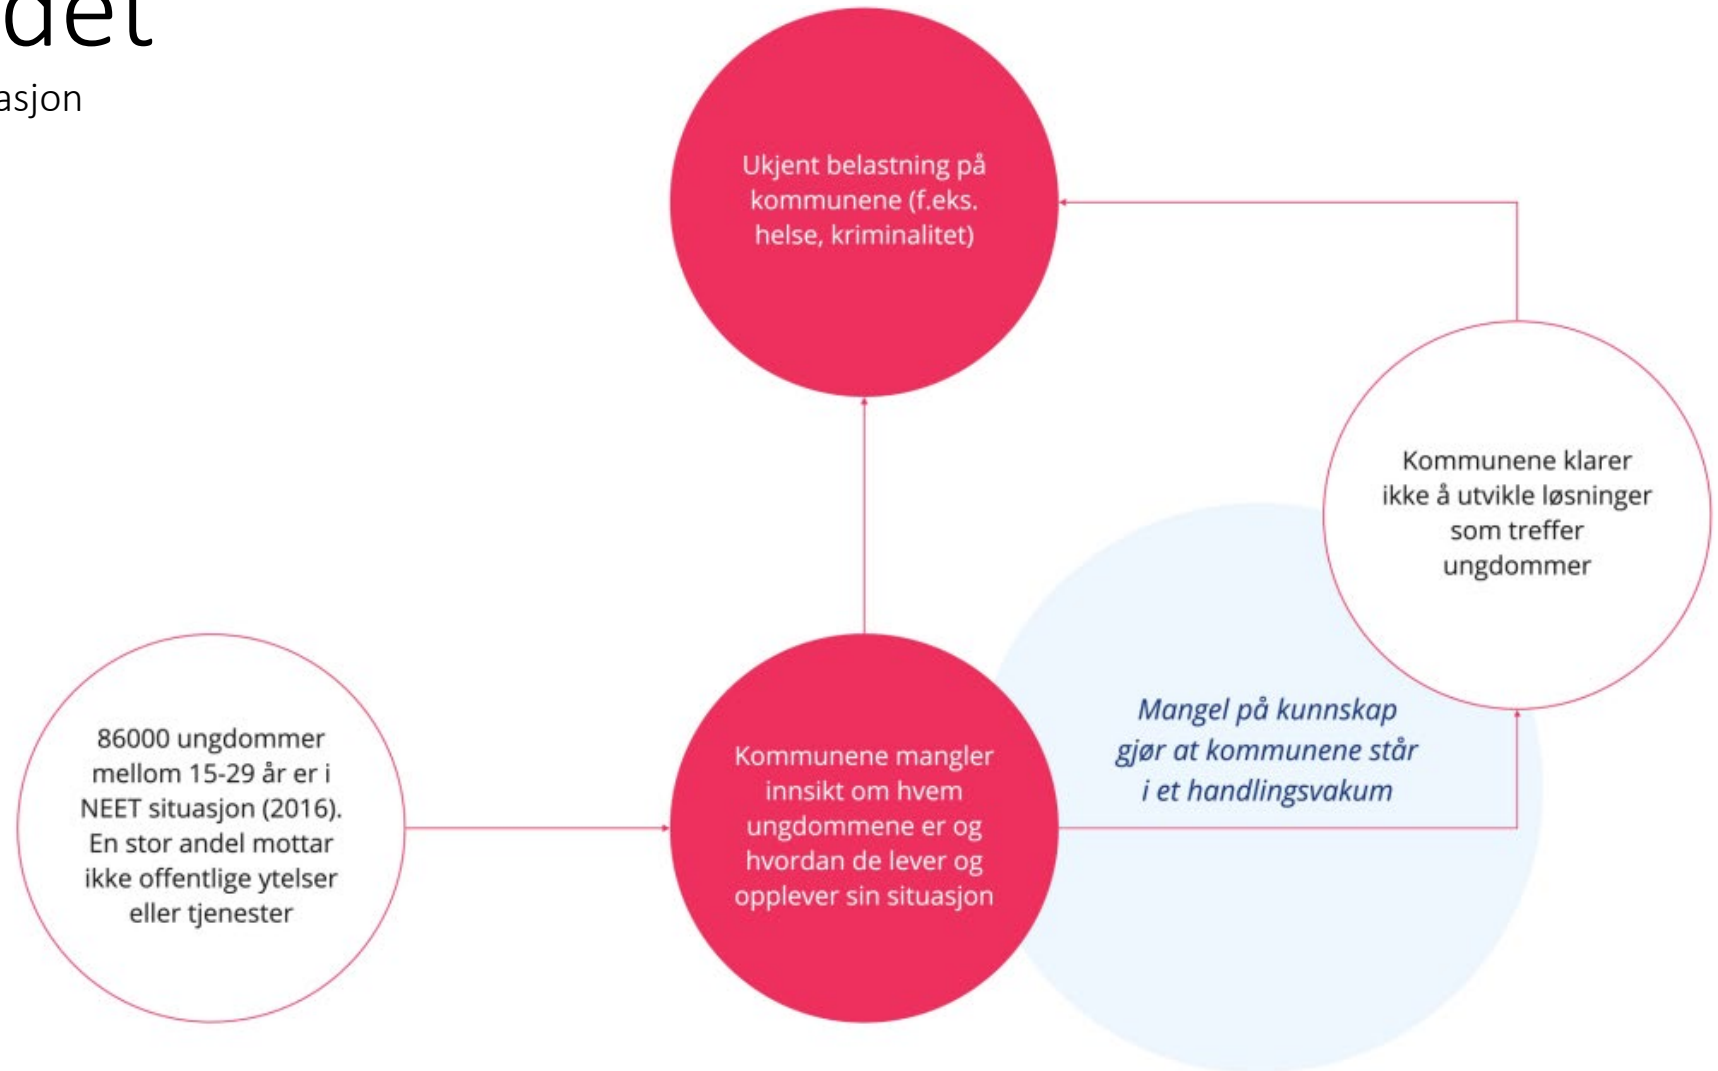 det
asjon
Ukjent belastning på
kommunene (f.eks.
helse, kriminalitet)
Kommunene klarer
ikke å utvikle løsninger
som treffer
ungdommer
Mangel på kunnskap
gjør at kommunene står
i et handlingsvakum
86000 ungdommer
mellom 15-29 år er i
NEET situasjon (2016).
En stor andel mottar
ikke offentlige ytelser
eller tjenester
Kommunene mangler
innsikt om hvem
ungdommene er og
hvordan de lever og
opplever sin situasjon